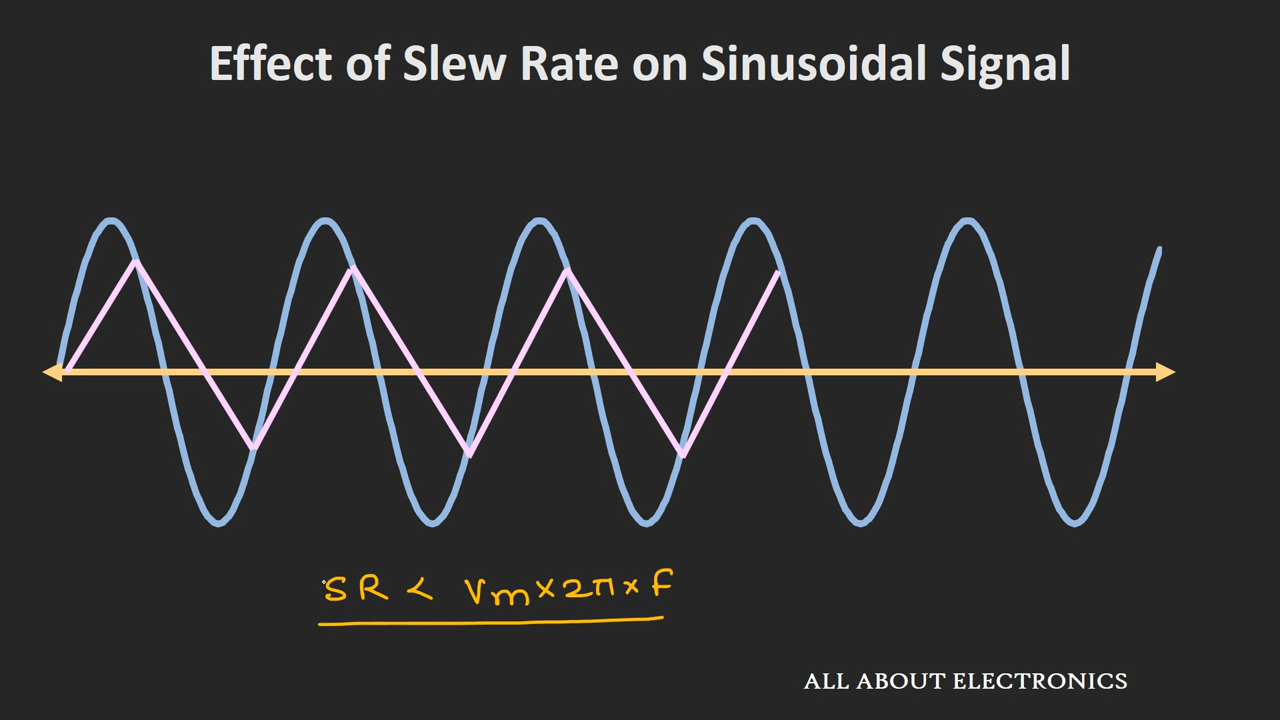 Effect of Slew Rate on Sinusoidal Signal
SR < Vm × 2π × f
ALL ABOUT ELECTRONICS